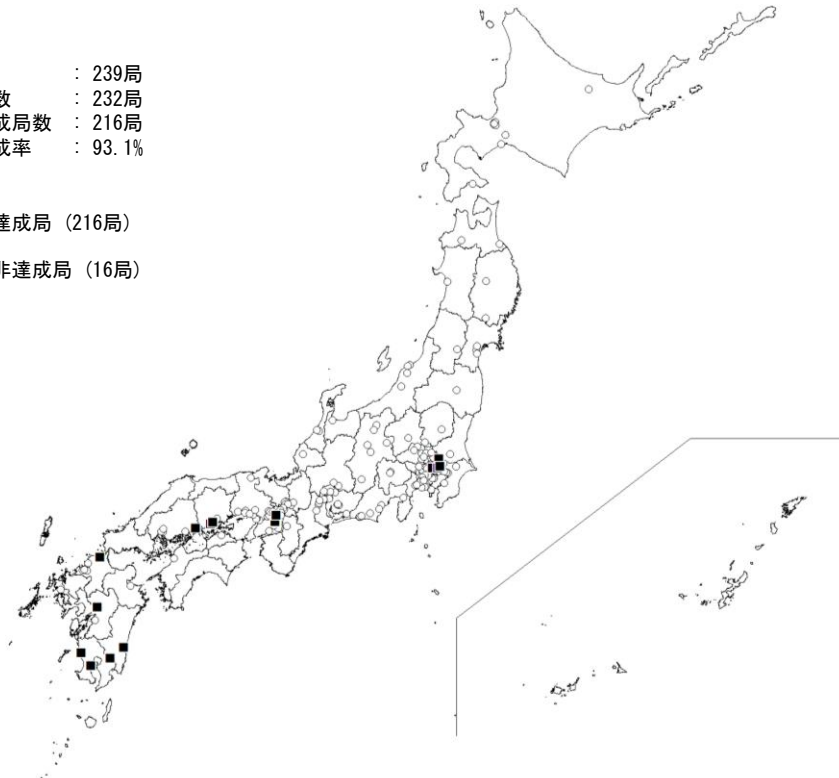 : 239局
数 : 232局
成局数 : 216局
成率 : 93.1%
達成局 (216局)
非達成局 (16局)